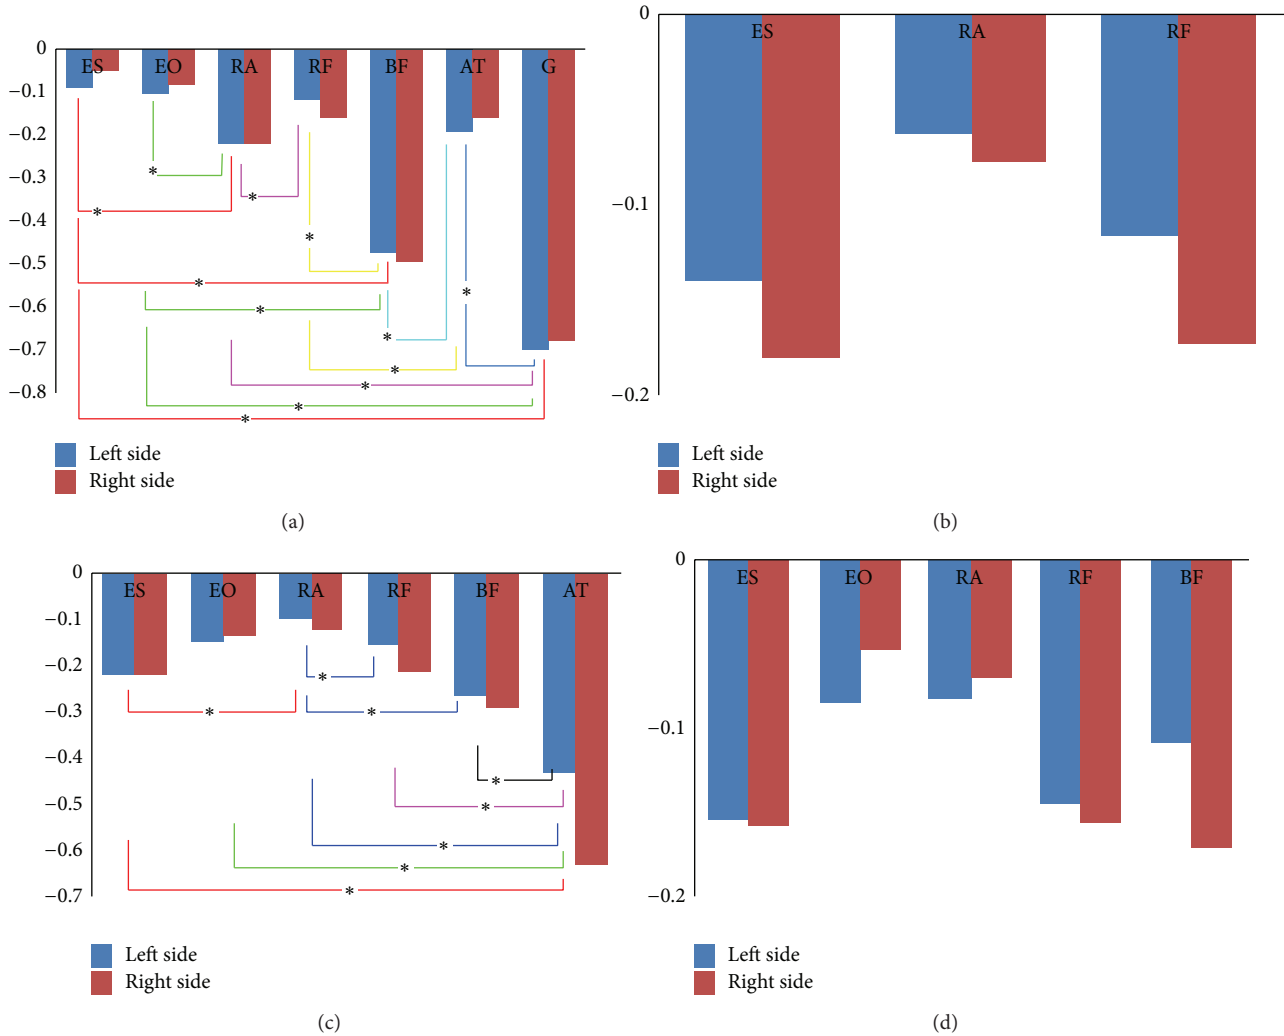 0
ES EO RA RF BF AT G
−0.1
−0.2
−0.3
−0.4
−0.5
−0.6
−0.7
−0.8
* * * * * * * * * * * * *
Left side
Right side
(a)
0
ES RA RF
−0.1
−0.2
Left side
Right side
(b)
0
ES EO RA RF BF AT
−0.1
−0.2
−0.3
−0.4
−0.5
−0.6
−0.7
* * * * * * * *
Left side
Right side
(c)
0
ES EO RA RF BF
−0.1
−0.2
Left side
Right side
(d)